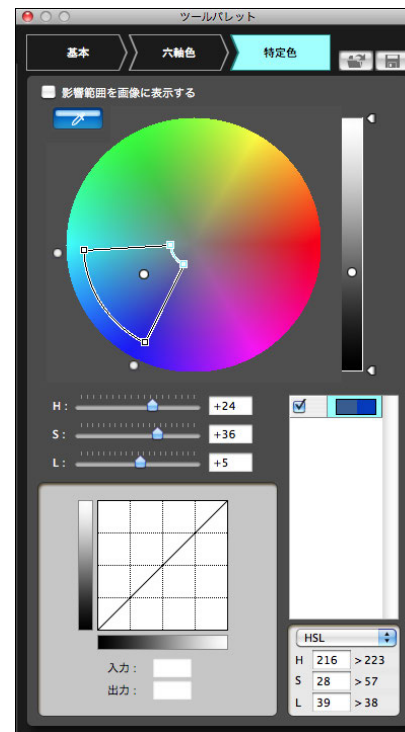 ツールパレット
基本 六軸色 特定色
影響範囲を画像に表示する
H: +24
S: +36
L: +5
入力:
出力:
HSL
H 216 >223
S 28 >57
L 39 >38